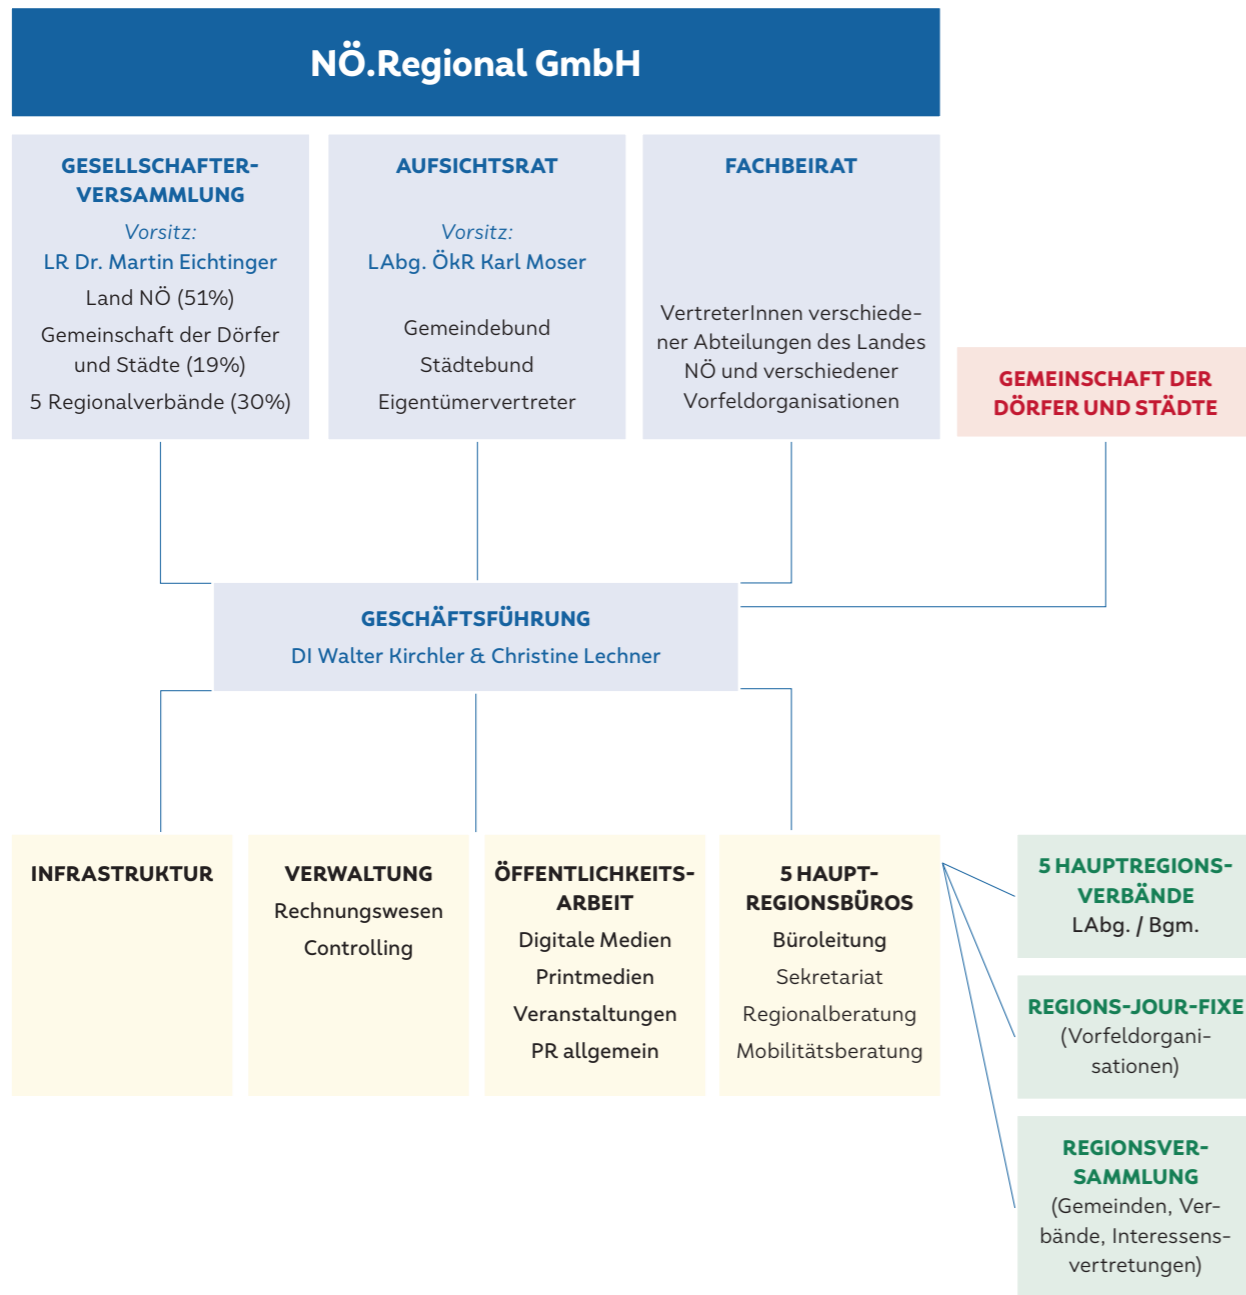 NÖ.Regional GmbH
GESELLSCHAFTER-
VERSAMMLUNG
Vorsitz:
LR Dr. Martin Eichtinger
Land NÖ (51%)
Gemeinschaft der Dörfer
und Städte (19%)
5 Regionalverbände (30%)
AUFSICHTSRAT
Vorsitz:
LAbg. ÖkR Karl Moser
Gemeindebund
Städtebund
Eigentümervertreter
FACHBEIRAT
VertreterInnen verschiede-
ner Abteilungen des Landes
NÖ und verschiedener
Vorfeldorganisationen
GEMEINSCHAFT DER
DÖRFER UND STÄDTE
GESCHÄFTSFÜHRUNG
DI Walter Kirchler & Christine Lechner
INFRASTRUKTUR
VERWALTUNG
Rechnungswesen
Controlling
ÖFFENTLICHKEITS-
ARBEIT
Digitale Medien
Printmedien
Veranstaltungen
PR allgemein
5 HAUPT-
REGIONSBÜROS
Büroleitung
Sekretariat
Regionalberatung
Mobilitätsberatung
5 HAUPTREGIONS-
VERBÄNDE
LAbg. / Bgm.
REGIONS-JOUR-FIXE
(Vorfeldorgani-
sationen)
REGIONSVER-
SAMMLUNG
(Gemeinden, Ver-
bände, Interessens-
vertretungen)